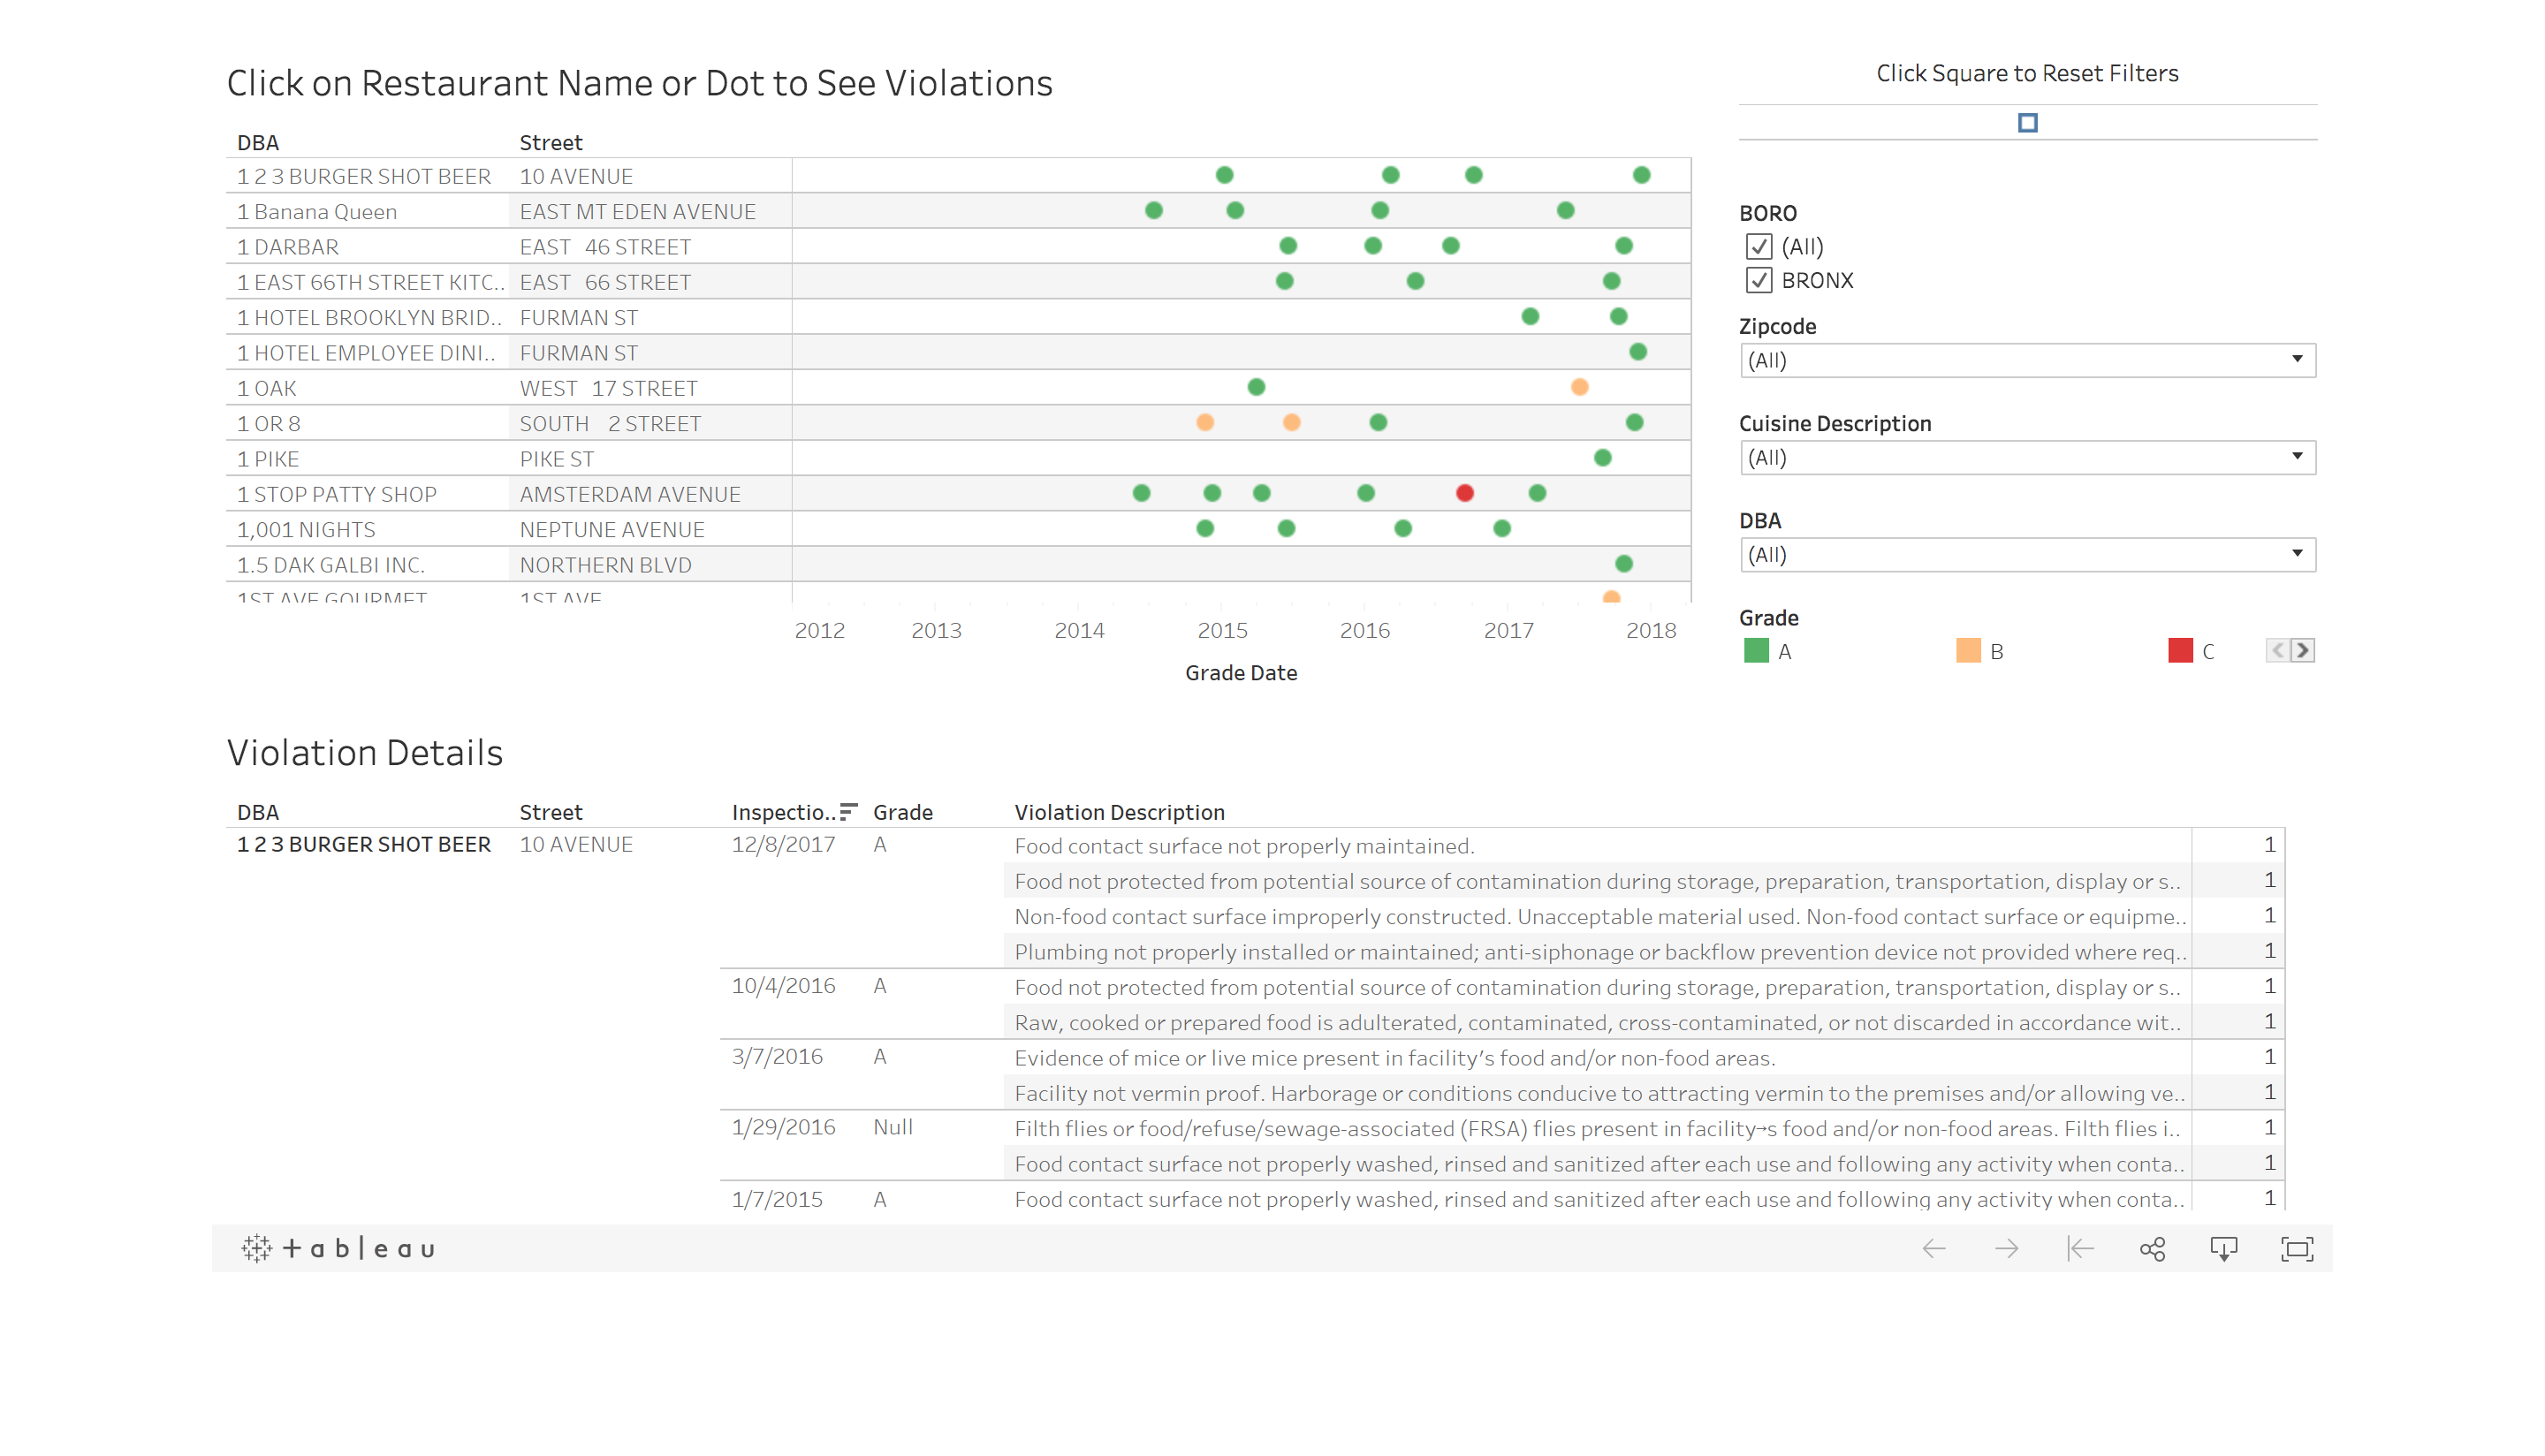 Click on Restaurant Name or Dot to See Violations
Click Square to Reset Filters
DBA Street
1 2 3 BURGER SHOT BEER 10 AVENUE
1 Banana Queen EAST MT EDEN AVENUE
1 DARBAR EAST 46 STREET
1 EAST 66TH STREET KITC.. EAST 66 STREET
1 HOTEL BROOKLYN BRID.. FURMAN ST
1 HOTEL EMPLOYEE DINI.. FURMAN ST
1 OAK WEST 17 STREET
1 OR 8 SOUTH 2 STREET
1 PIKE PIKE ST
1 STOP PATTY SHOP AMSTERDAM AVENUE
1,001 NIGHTS NEPTUNE AVENUE
1.5 DAK GALBI INC. NORTHERN BLVD
1ST AVE GOURMET 1ST AVE
2012 2013 2014 2015 2016 2017 2018
Grade Date
BORO
(All)
BRONX
Zipcode
(All)
Cuisine Description
(All)
DBA
(All)
Grade
A B C
Violation Details
DBA Street Inspectio.. Grade Violation Description
1 2 3 BURGER SHOT BEER 10 AVENUE 12/8/2017 A Food contact surface not properly maintained. 1
Food not protected from potential source of contamination during storage, preparation, transportation, display or s.. 1
Non-food contact surface improperly constructed. Unacceptable material used. Non-food contact surface or equipme.. 1
Plumbing not properly installed or maintained; anti-siphonage or backflow prevention device not provided where req.. 1
10/4/2016 A Food not protected from potential source of contamination during storage, preparation, transportation, display or s.. 1
Raw, cooked or prepared food is adulterated, contaminated, cross-contaminated, or not discarded in accordance wit.. 1
3/7/2016 A Evidence of mice or live mice present in facility's food and/or non-food areas. 1
Facility not vermin proof. Harborage or conditions conducive to attracting vermin to the premises and/or allowing ve.. 1
1/29/2016 Null Filth flies or food/refuse/sewage-associated (FRSA) flies present in facility→s food and/or non-food areas. Filth flies i.. 1
Food contact surface not properly washed, rinsed and sanitized after each use and following any activity when conta.. 1
1/7/2015 A Food contact surface not properly washed, rinsed and sanitized after each use and following any activity when conta.. 1
+ a b l e a u